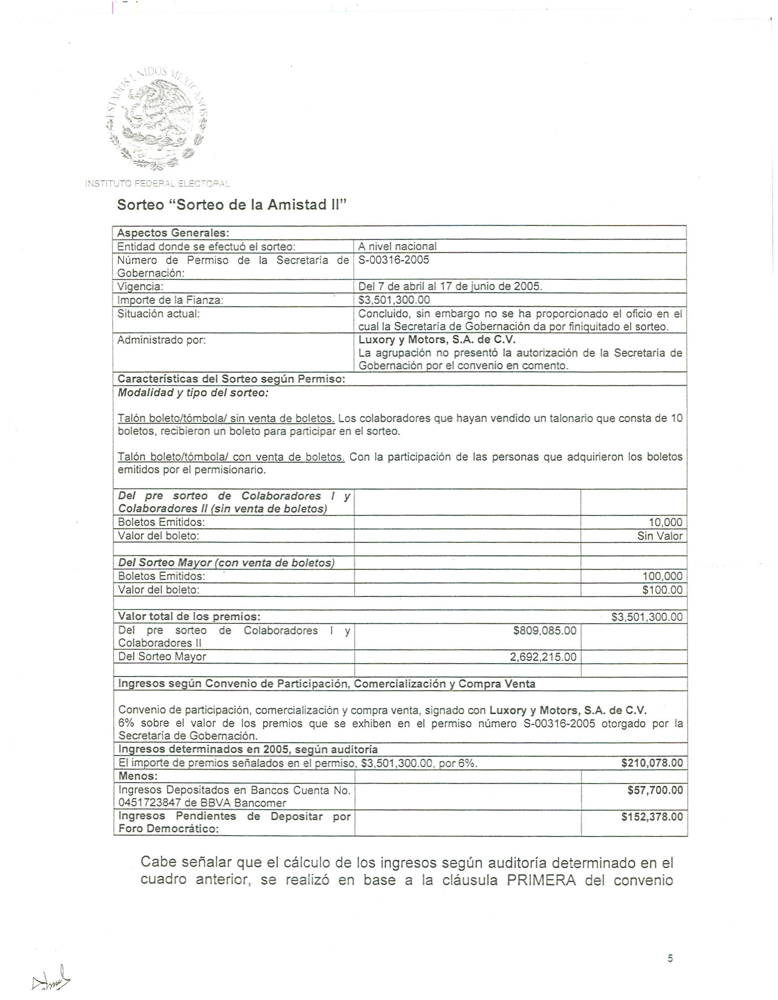 ESTADOS UNIDOS MEXICANOS
INSTITUTO FEDERAL ELECTORAL
Sorteo “Sorteo de la Amistad II”
Aspectos Generales:
Entidad donde se efectuó el sorteo: A nivel nacional
Número de Permiso de la Secretaría de S-00316-2005
Gobernación:
Vigencia: Del 7 de abril al 17 de junio de 2005.
Importe de la Fianza: $3,501,300.00
Situación actual: Concluido, sin embargo no se ha proporcionado el oficio en el
cual la Secretaría de Gobernación da por finiquitado el sorteo.
Administrado por: Luxory y Motors, S.A. de C.V.
La agrupación no presentó la autorización de la Secretaría de
Gobernación por el convenio en comento.
Características del Sorteo según Permiso:
Modalidad y tipo del sorteo:
Talón boleto/tómbola/ sin venta de boletos. Los colaboradores que hayan vendido un talonario que consta de 10
boletos, recibieron un boleto para participar en el sorteo.
Talón boleto/tómbola/ con venta de boletos. Con la participación de las personas que adquirieron los boletos
emitidos por el permisionario.
Del pre sorteo de Colaboradores I y
Colaboradores II (sin venta de boletos)
Boletos Emitidos: 10,000
Valor del boleto: Sin Valor
Del Sorteo Mayor (con venta de boletos)
Boletos Emitidos: 100,000
Valor del boleto: $100.00
Valor total de los premios: $3,501,300.00
Del pre sorteo de Colaboradores I y $809,085.00
Colaboradores II
Del Sorteo Mayor 2,692,215.00
Ingresos según Convenio de Participación, Comercialización y Compra Venta
Convenio de participación, comercialización y compra venta, signado con Luxory y Motors, S.A. de C.V.
6% sobre el valor de los premios que se exhiben en el permiso número S-00316-2005 otorgado por la
Secretaría de Gobernación.
Ingresos determinados en 2005, según auditoría
El importe de premios señalados en el permiso, $3,501,300.00, por 6%. $210,078.00
Menos:
Ingresos Depositados en Bancos Cuenta No. $57,700.00
0451723847 de BBVA Bancomer
Ingresos Pendientes de Depositar por $152,378.00
Foro Democrático:
Cabe señalar que el cálculo de los ingresos según auditoría determinado en el
cuadro anterior, se realizó en base a la cláusula PRIMERA del convenio
5